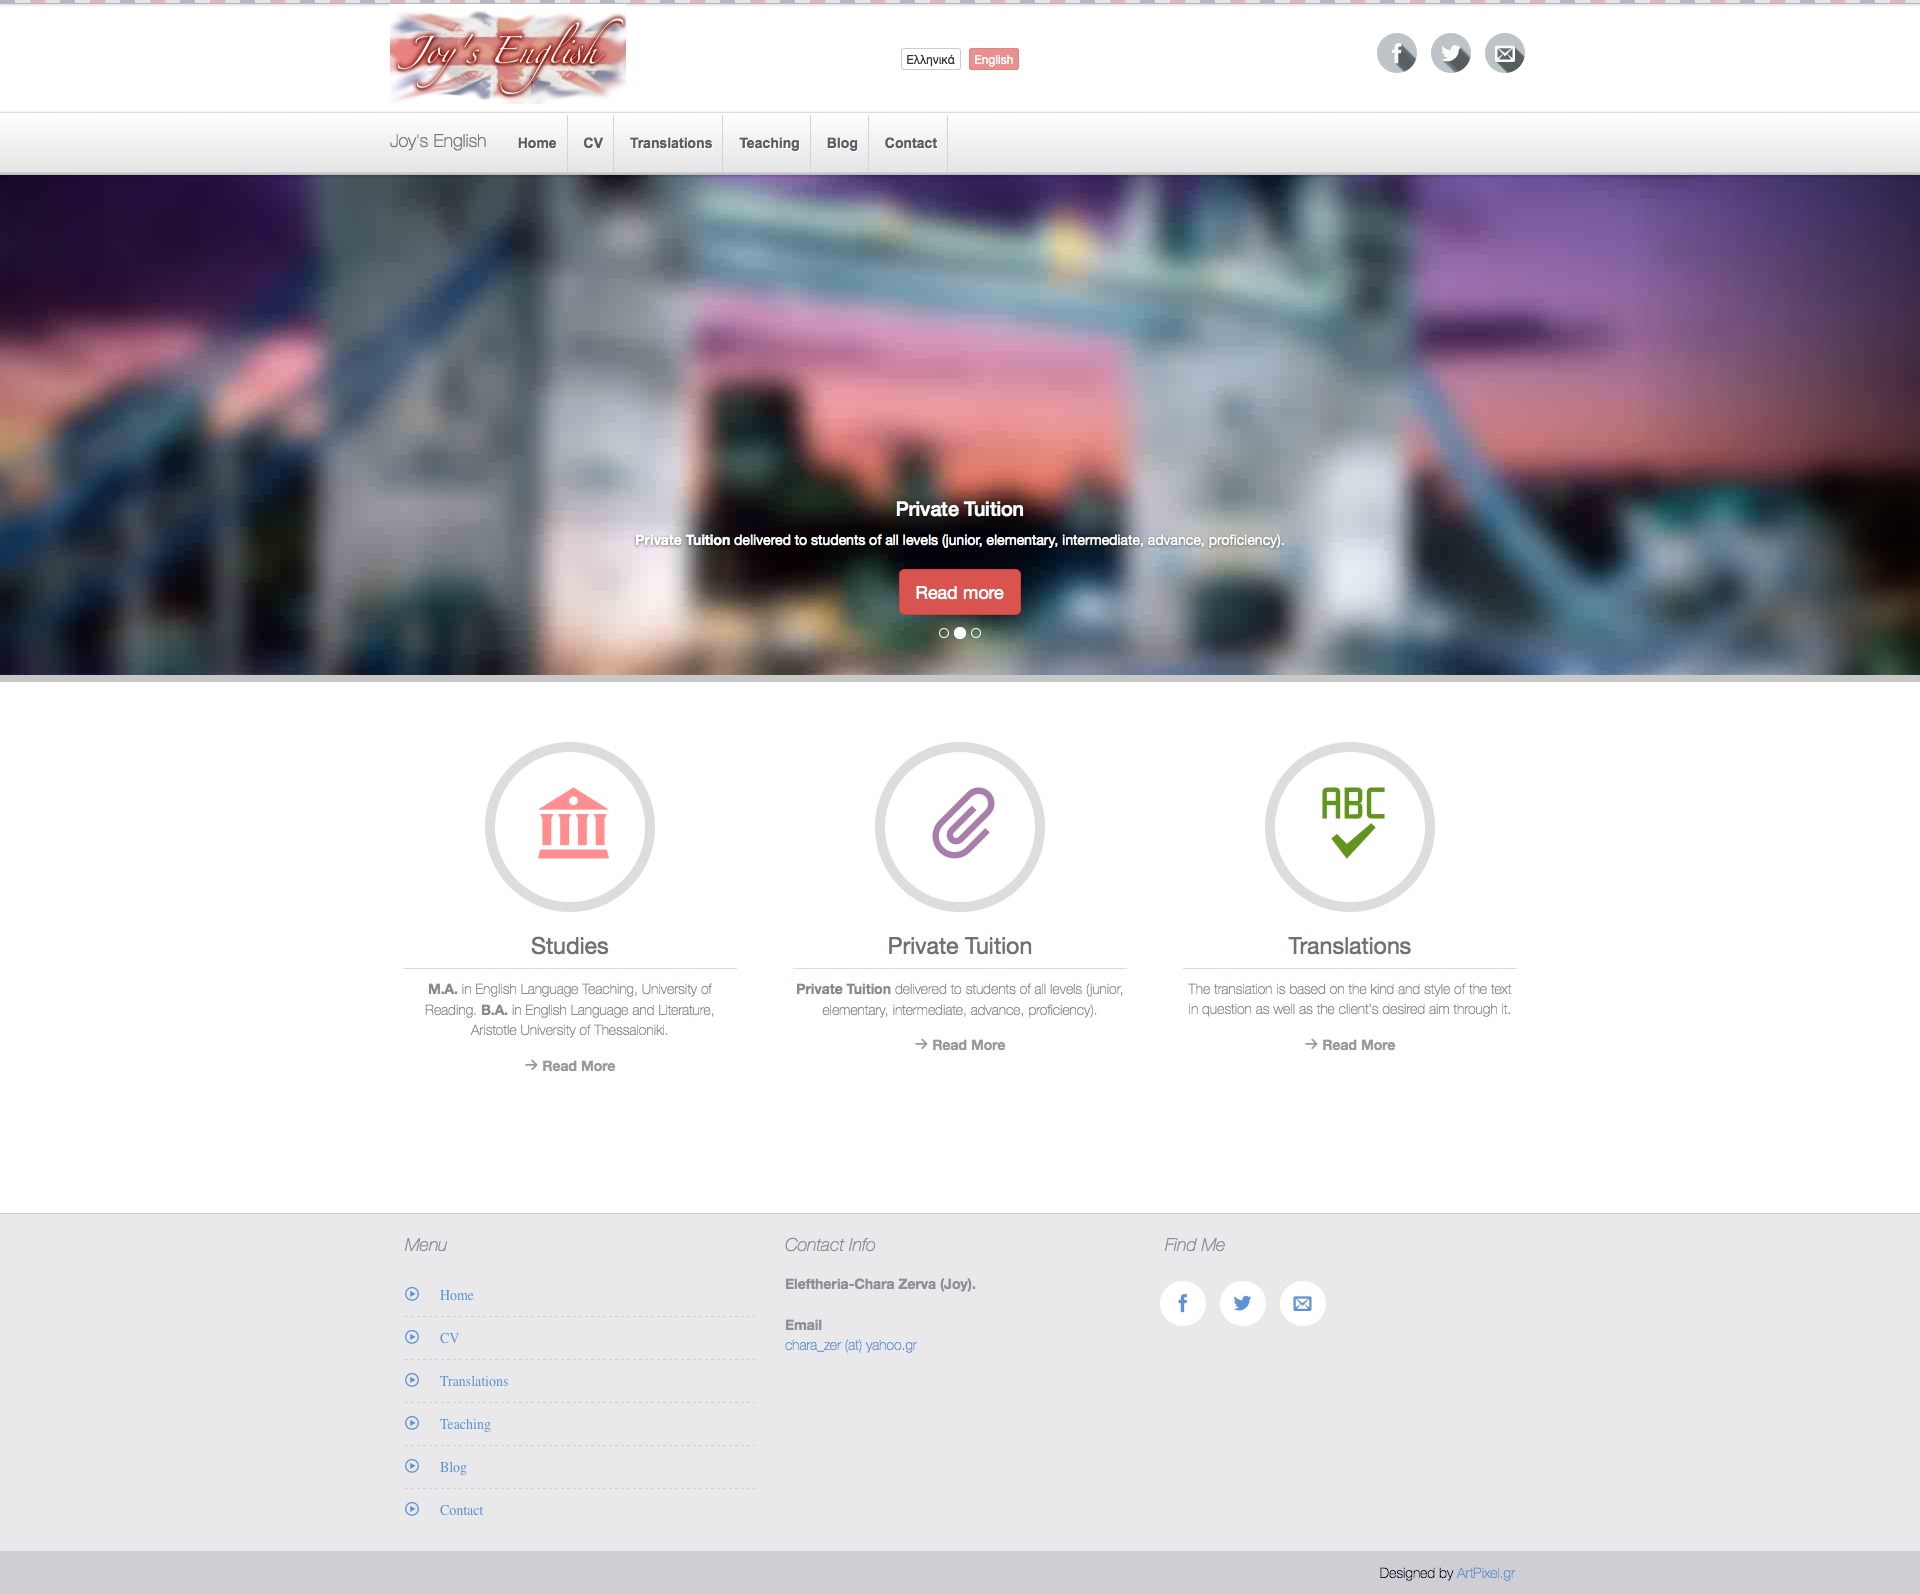 Joy's English
Ελληνικά English
Joy's English Home CV Translations Teaching Blog Contact
Private Tuition
Private Tuition delivered to students of all levels (junior, elementary, intermediate, advance, proficiency).
Read more
ABC
Studies
M.A. in English Language Teaching, University of
Reading. B.A. in English Language and Literature,
Aristotle University of Thessaloniki.
Read More
Private Tuition
Private Tuition delivered to students of all levels (junior,
elementary, intermediate, advance, proficiency).
Read More
Translations
The translation is based on the kind and style of the text
in question as well as the client's desired aim through it.
Read More
Menu
Home
CV
Translations
Teaching
Blog
Contact
Contact Info
Eleftheria-Chara Zerva (Joy).
Email
chara_zer (at) yahoo.gr
Find Me
Designed by ArtPixel.gr